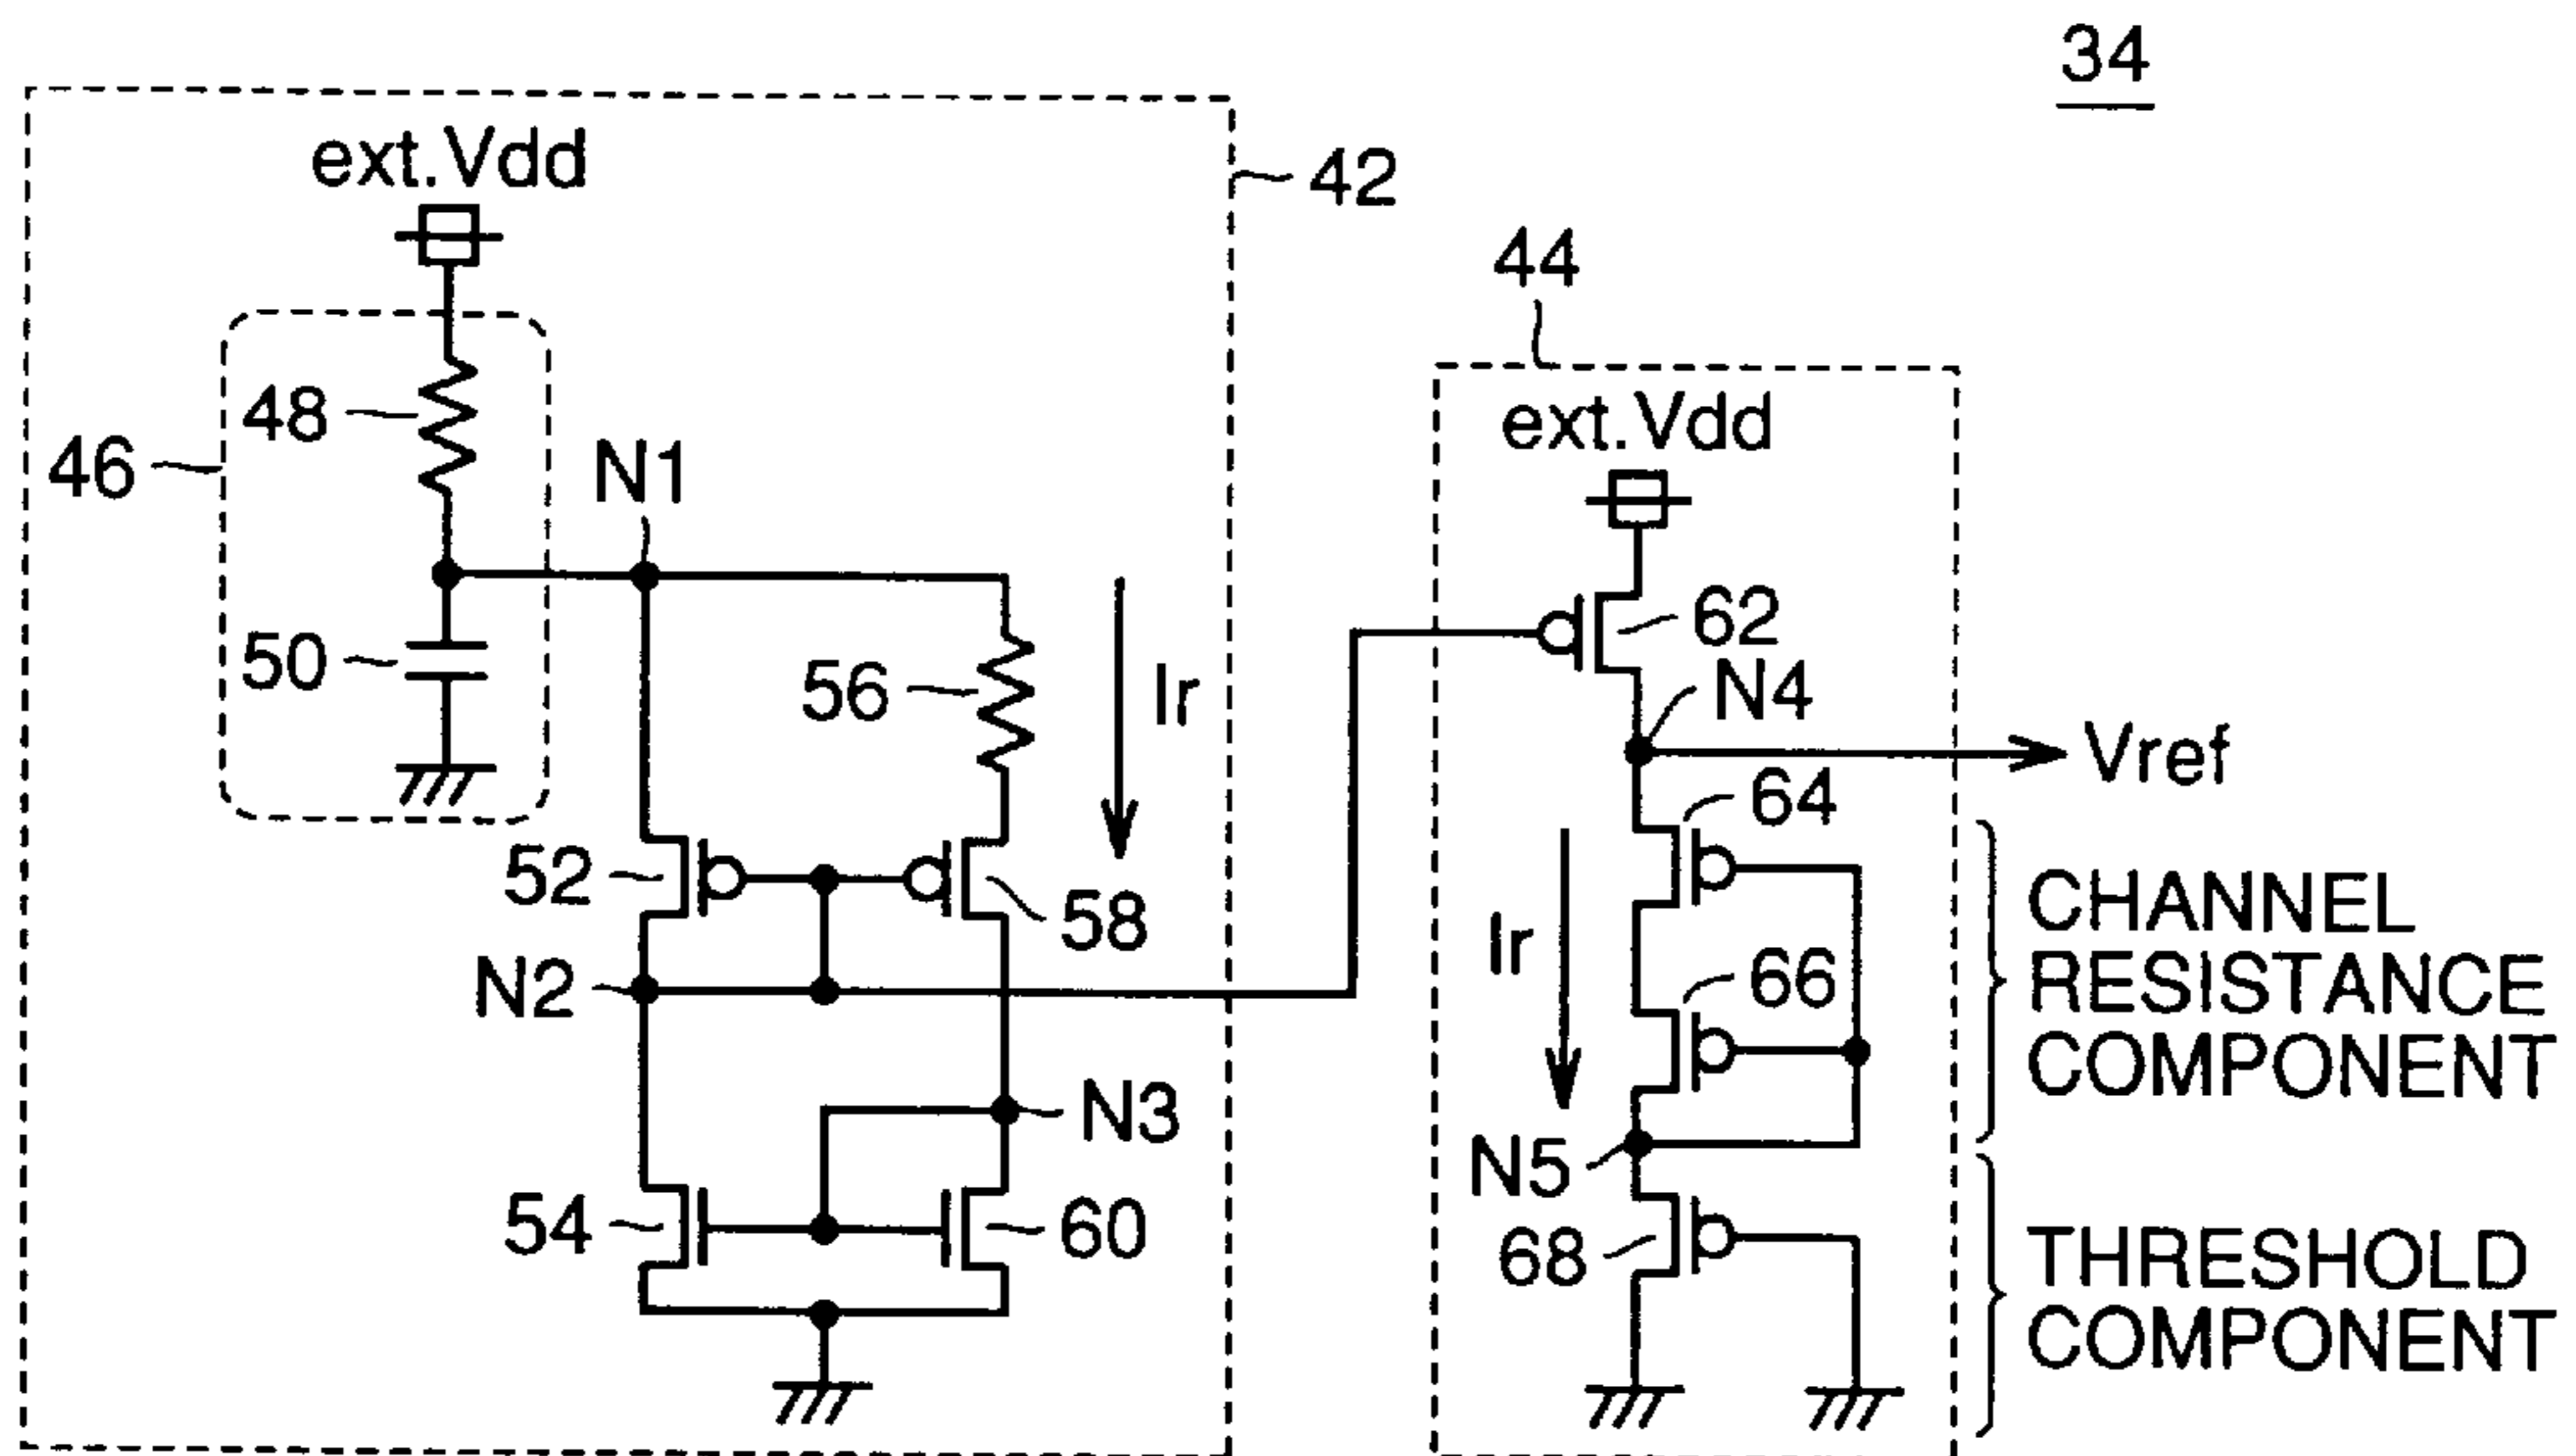 34
ext.Vdd
42
44
48
46
N1
ext.Vdd
50
56
Ir
62
N4
Vref
64
52
58
CHANNEL
RESISTANCE
COMPONENT
Ir
N2
66
N3
N5
54
60
68
THRESHOLD
COMPONENT